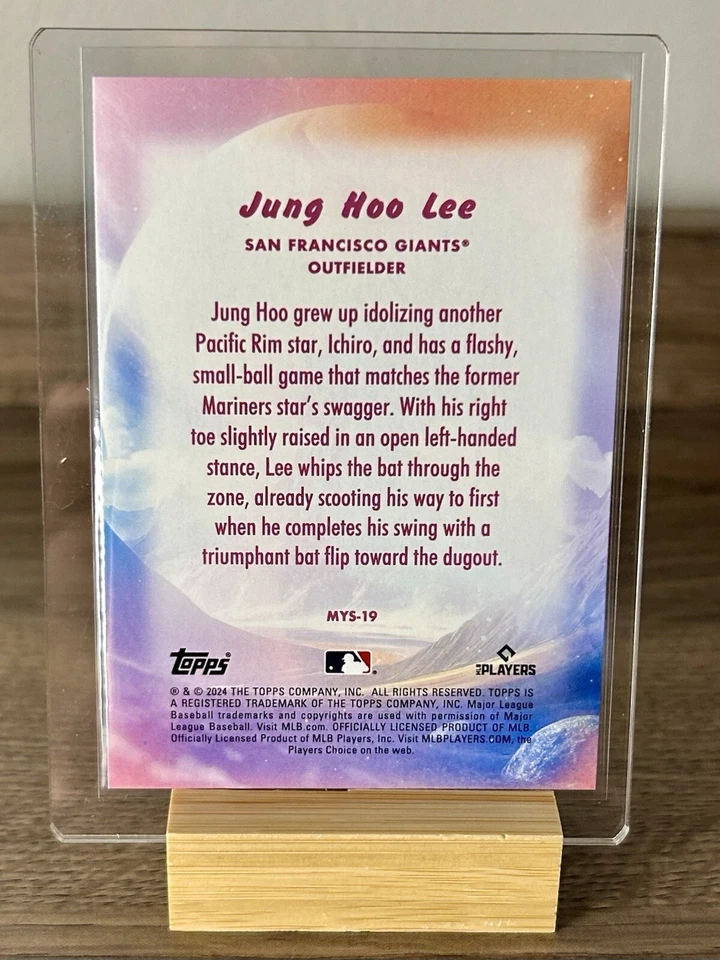 Jung Hoo Lee
SAN FRANCISCO GIANTS®
OUTFIELDER
Jung Hoo grew up idolizing another
Pacific Rim star, Ichiro, and has a flashy,
small-ball game that matches the former
Mariners star's swagger. With his right
toe slightly raised in an open left-handed
stance, Lee whips the bat through the
zone, already scooting his way to first
when he completes his swing with a
triumphant bat flip toward the dugout.
MYS-19
TOPPS® MLB PLAYERS
® & © 2024 THE TOPPS COMPANY, INC. ALL RIGHTS RESERVED. TOPPS IS
A REGISTERED TRADEMARK OF THE TOPPS COMPANY, INC. Major League
Baseball trademarks and copyrights are used with permission of Major
League Baseball. Visit MLB.com. OFFICIALLY LICENSED PRODUCT OF MLB.
Officially Licensed Product of MLB Players, Inc. Visit MLBPLAYERS.COM, the
Players Choice on the web.